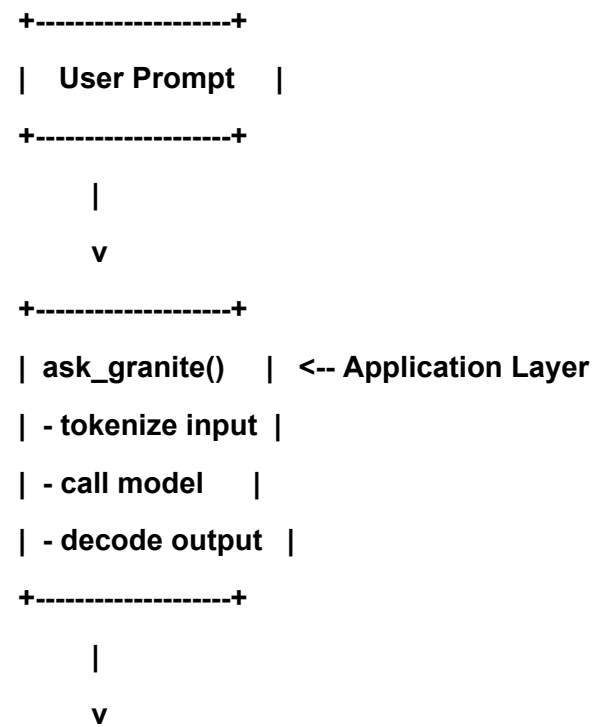 +--------------------+
|    User Prompt     |
+--------------------+
|
v
+--------------------+
| ask_granite()    |  <-- Application Layer
| - tokenize input  |
| - call model     |
| - decode output  |
+--------------------+
|
v